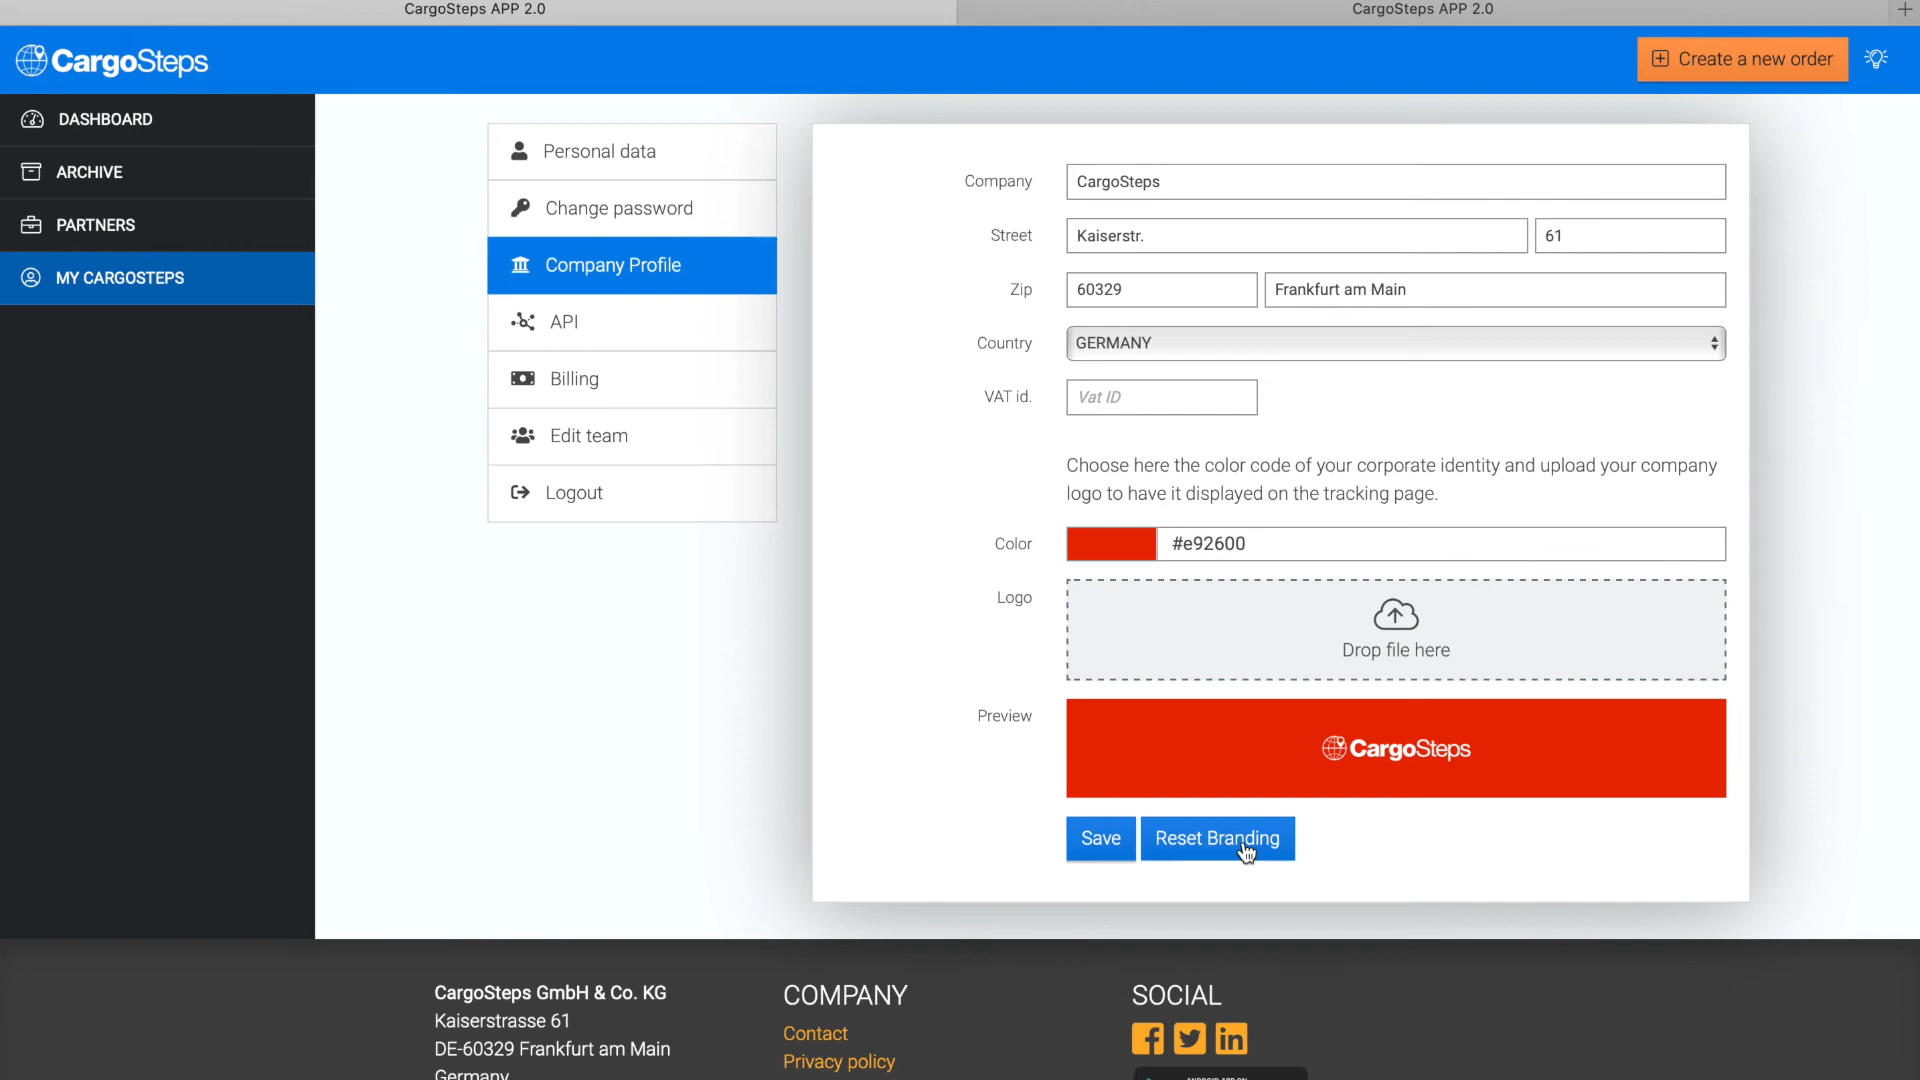 CargoSteps APP 2.0
CargoSteps APP 2.0
CargoSteps
Create a new order
DASHBOARD
ARCHIVE
PARTNERS
MY CARGOSTEPS
Personal data
Change password
Company Profile
API
Billing
Edit team
Logout
Company
CargoSteps
Street
Kaiserstr.
61
Zip
60329
Frankfurt am Main
Country
GERMANY
VAT id.
Vat ID
Choose here the color code of your corporate identity and upload your company
logo to have it displayed on the tracking page.
Color
#e92600
Logo
Drop file here
Preview
CargoSteps
Save
Reset Branding
CargoSteps GmbH & Co. KG
Kaiserstrasse 61
DE-60329 Frankfurt am Main
Germany
COMPANY
Contact
Privacy policy
SOCIAL
ANDROID APP ON